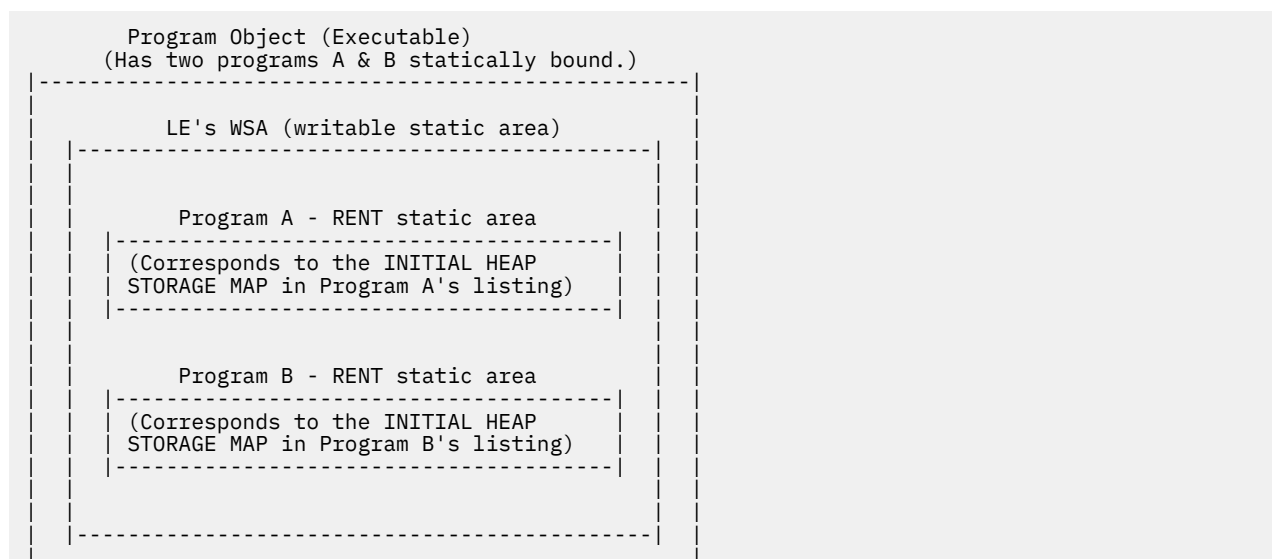 Program Object (Executable)
(Has two programs A & B statically bound.)
LE's WSA (writable static area)
Program A - RENT static area
(Corresponds to the INITIAL HEAP
STORAGE MAP in Program A's listing)
Program B - RENT static area
(Corresponds to the INITIAL HEAP
STORAGE MAP in Program B's listing)